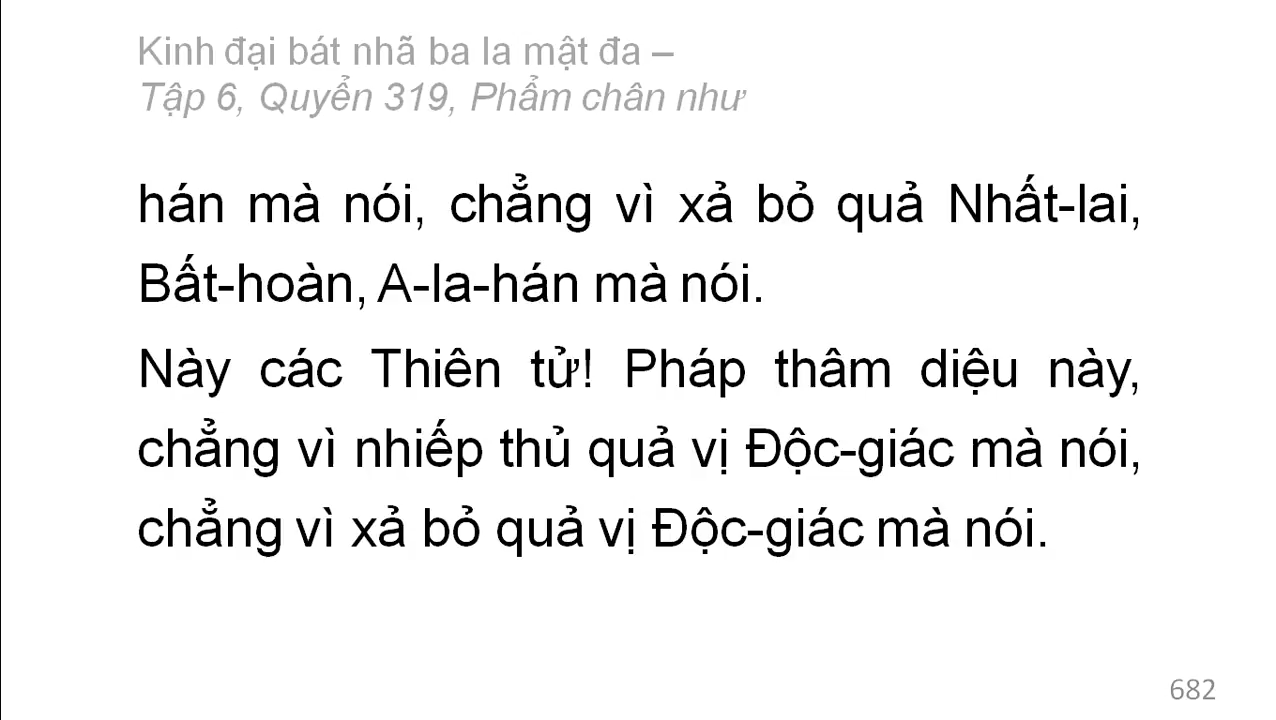 Kinh đại bát nhã ba la mật đa –
Tập 6, Quyển 319, Phẩm chân như
hán mà nói, chẳng vì xả bỏ quả Nhất-lai,
Bất-hoàn, A-la-hán mà nói.
Này các Thiên tử! Pháp thâm diệu này,
chẳng vì nhiếp thủ quả vị Độc-giác mà nói,
chẳng vì xả bỏ quả vị Độc-giác mà nói.
682